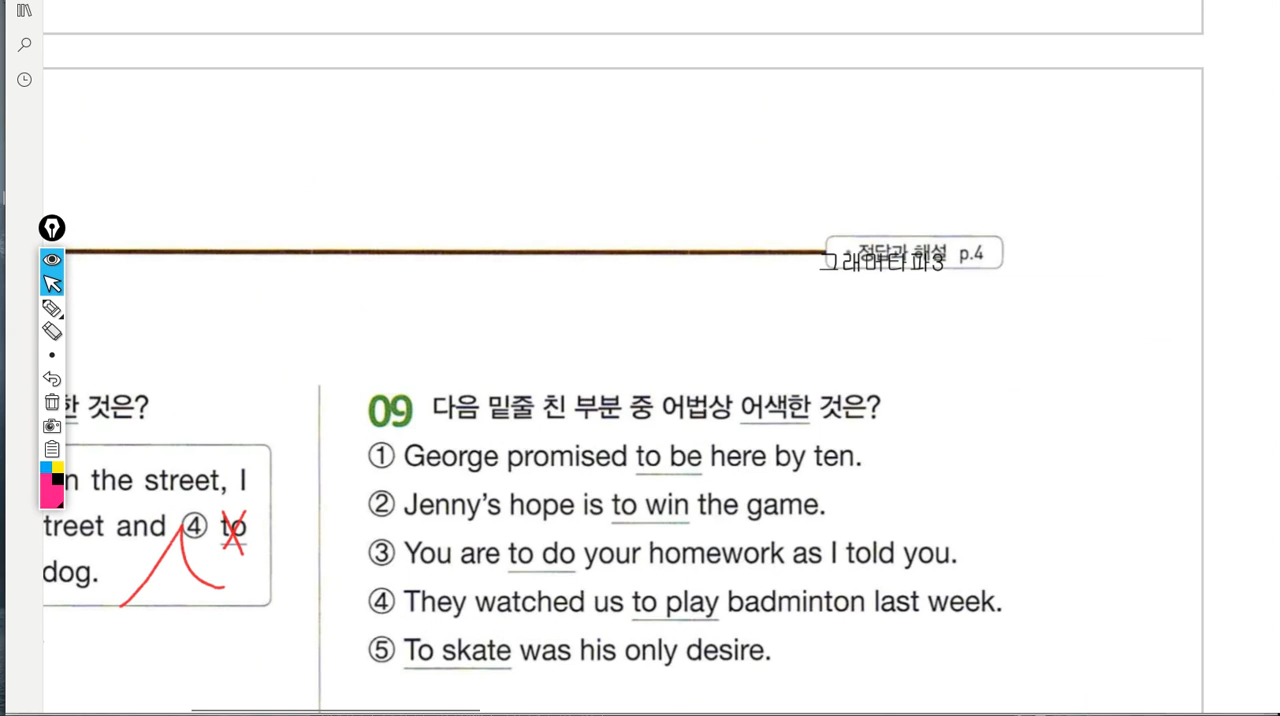 정답과 해설 p.4
그래머티피3
한 것은?
n the street, I
treet and ④ to
dog.
09 다음 밑줄 친 부분 중 어법상 어색한 것은?
① George promised to be here by ten.
② Jenny's hope is to win the game.
③ You are to do your homework as I told you.
④ They watched us to play badminton last week.
⑤ To skate was his only desire.